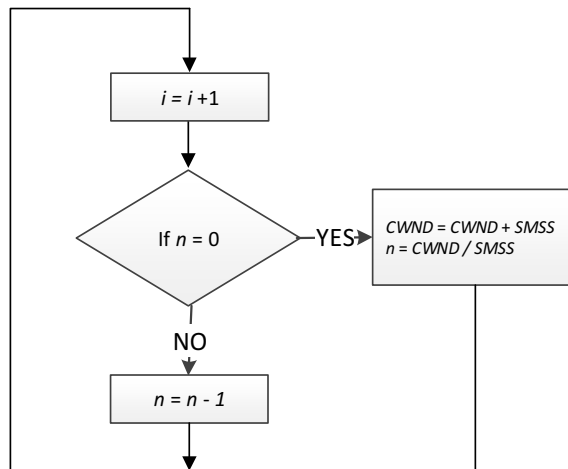 i = i +1
If n = 0
YES
CWND = CWND + SMSS
n = CWND / SMSS
NO
n = n - 1